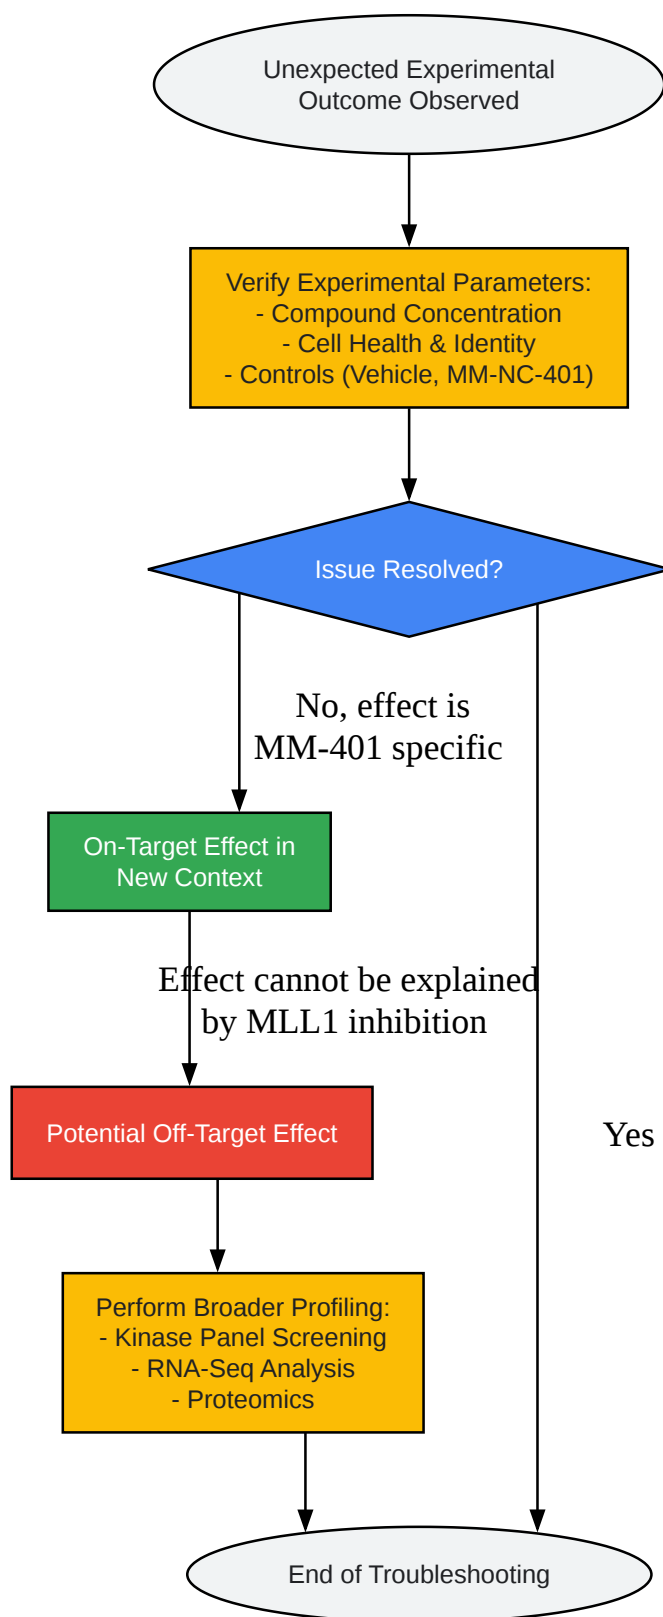 Unexpected Experimental
Outcome Observed
Verify Experimental Parameters:
- Compound Concentration
- Cell Health & Identity
- Controls (Vehicle, MM-NC-401)
Issue Resolved?
No, effect is
MM-401 specific
On-Target Effect in
New Context
Effect cannot be explained
by MLL1 inhibition
Potential Off-Target Effect
Yes
Perform Broader Profiling:
- Kinase Panel Screening
- RNA-Seq Analysis
- Proteomics
End of Troubleshooting